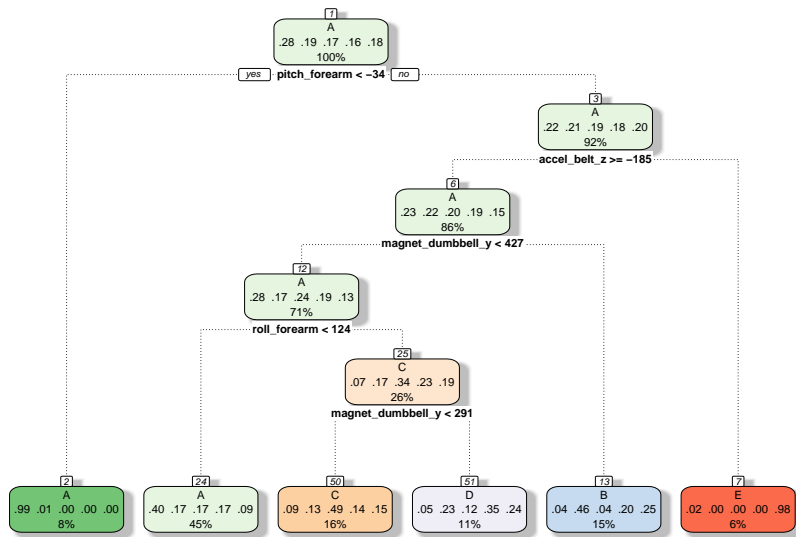 1
A
.28 .19 .17 .16 .18
100%
yes pitch_forearm < −34 no
3
A
.22 .21 .19 .18 .20
92%
accel_belt_z >= −185
6
A
.23 .22 .20 .19 .15
86%
magnet_dumbbell_y < 427
12
A
.28 .17 .24 .19 .13
71%
roll_forearm < 124
25
C
.07 .17 .34 .23 .19
26%
magnet_dumbbell_y < 291
2
A
.99 .01 .00 .00 .00
8%
24
A
.40 .17 .17 .17 .09
45%
50
C
.09 .13 .49 .14 .15
16%
51
D
.05 .23 .12 .35 .24
11%
13
B
.04 .46 .04 .20 .25
15%
7
E
.02 .00 .00 .00 .98
6%